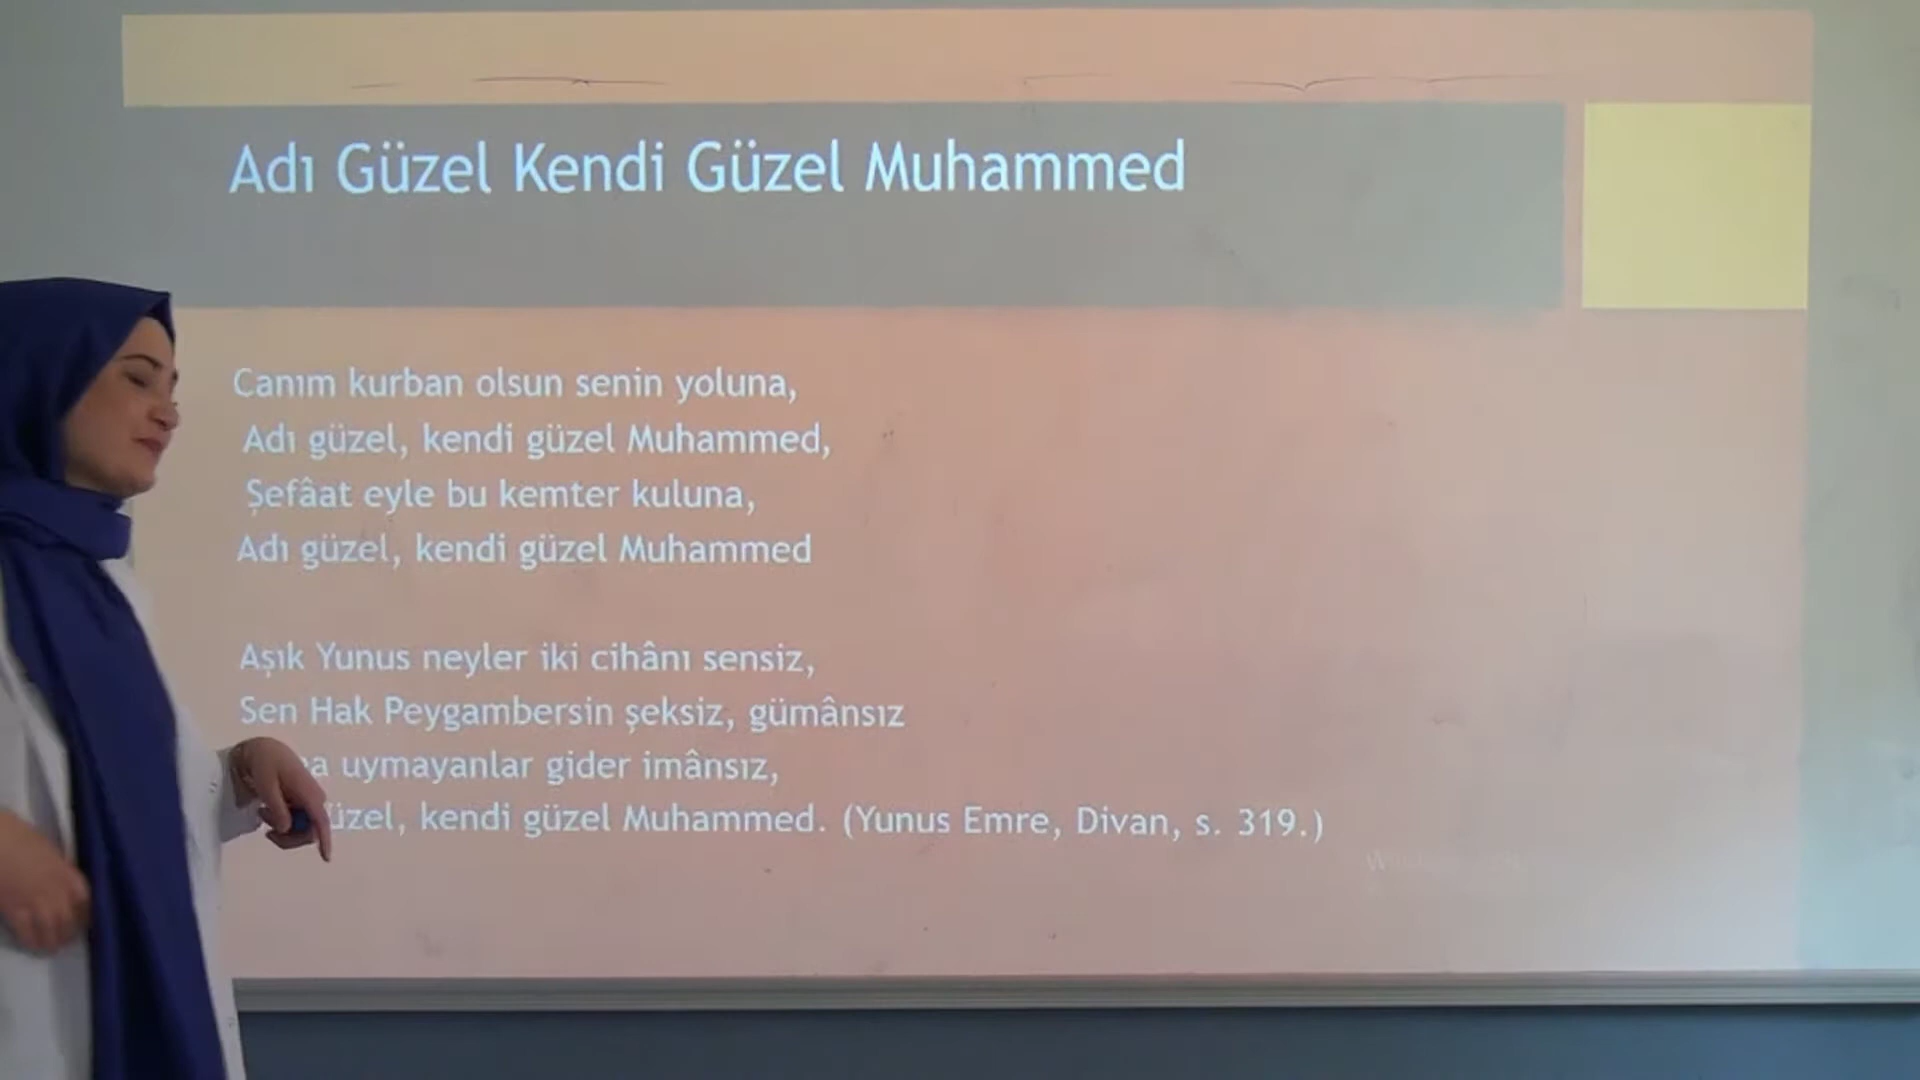 Adı Güzel Kendi Güzel Muhammed
Canım kurban olsun senin yoluna,
Adı güzel, kendi güzel Muhammed,
Şefâat eyle bu kemter kuluna,
Adı güzel, kendi güzel Muhammed
Aşık Yunus neyler iki cihânı sensiz,
Sen Hak Peygambersin şeksiz, gümânsız
uymayanlar gider imânsız,
kendi güzel Muhammed. (Yunus Emre, Divan, s. 319.)